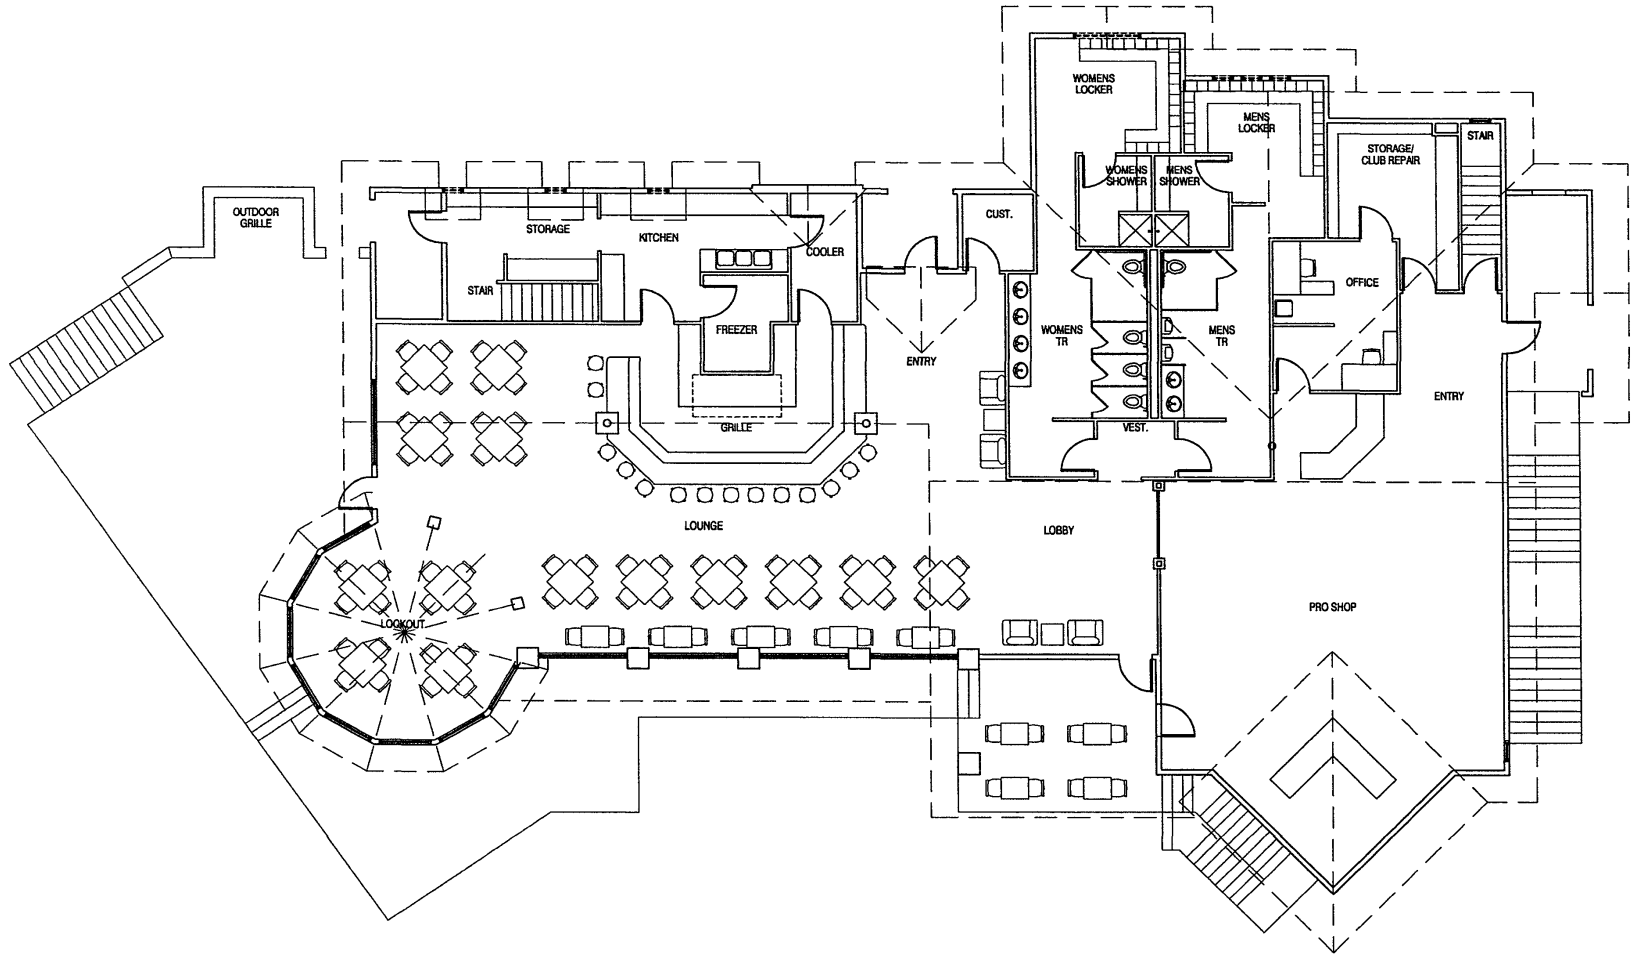 WOMENS
LOCKER
MENS
LOCKER
STAIR
STORAGE/
CLUB REPAIR
WOMENS
SHOWER
MENS
SHOWER
OUTDOOR
GRILLE
CUST.
STORAGE
KITCHEN
COOLER
STAIR
OFFICE
FREEZER
WOMENS
TR
MENS
TR
ENTRY
ENTRY
GRILLE
VEST.
LOUNGE
LOBBY
PRO SHOP
LOOKOUT